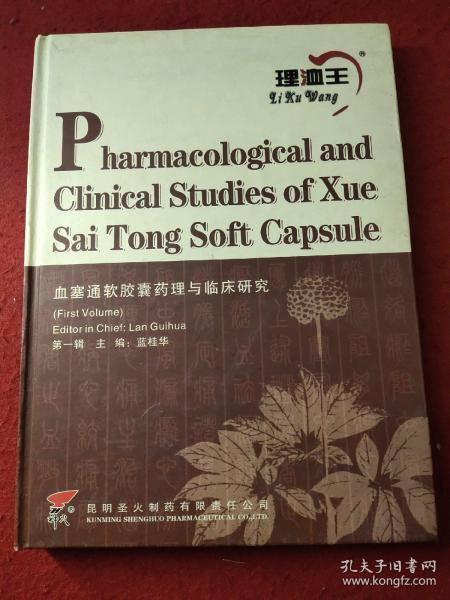 理洫王®
Li Xu Wang
Pharmacological and
Clinical Studies of Xue
Sai Tong Soft Capsule
血塞通软胶囊药理与临床研究
(First Volume)
Editor in Chief: Lan Guihua
第一辑 主编：蓝桂华
®
昆明圣火制药有限责任公司
KUNMING SHENGHUO PHARMACEUTICAL CO.,LTD.
孔夫子旧书网
www.kongfz.com